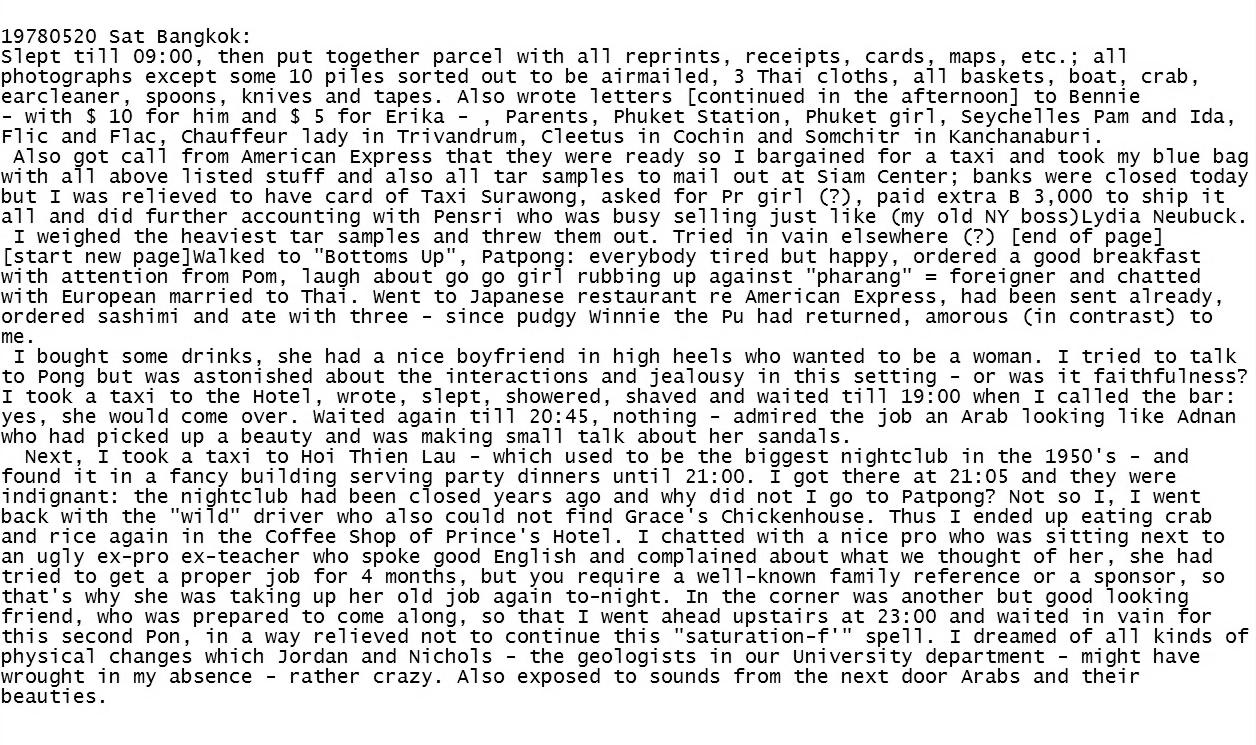 19780520 Sat Bangkok:
Slept till 09:00, then put together parcel with all reprints, receipts, cards, maps, etc.; all
photographs except some 10 piles sorted out to be airmailed, 3 Thai cloths, all baskets, boat, crab,
earcleaner, spoons, knives and tapes. Also wrote letters [continued in the afternoon] to Bennie
- with $ 10 for him and $ 5 for Erika - , Parents, Phuket Station, Phuket girl, Seychelles Pam and Ida,
Flic and Flac, Chauffeur lady in Trivandrum, Cleetus in Cochin and Somchitr in Kanchanaburi.
 Also got call from American Express that they were ready so I bargained for a taxi and took my blue bag
with all above listed stuff and also all tar samples to mail out at Siam Center; banks were closed today
but I was relieved to have card of Taxi Surawong, asked for Pr girl (?), paid extra B 3,000 to ship it
all and did further accounting with Pensri who was busy selling just like (my old NY boss)Lydia Neubuck.
 I weighed the heaviest tar samples and threw them out. Tried in vain elsewhere (?) [end of page]
[start new page]Walked to "Bottoms Up", Patpong: everybody tired but happy, ordered a good breakfast
with attention from Pom, laugh about go go girl rubbing up against "pharang" = foreigner and chatted
with European married to Thai. Went to Japanese restaurant re American Express, had been sent already,
ordered sashimi and ate with three - since pudgy Winnie the Pu had returned, amorous (in contrast) to
me.
 I bought some drinks, she had a nice boyfriend in high heels who wanted to be a woman. I tried to talk
to Pong but was astonished about the interactions and jealousy in this setting - or was it faithfulness?
I took a taxi to the Hotel, wrote, slept, showered, shaved and waited till 19:00 when I called the bar:
yes, she would come over. Waited again till 20:45, nothing - admired the job an Arab looking like Adnan
who had picked up a beauty and was making small talk about her sandals.
  Next, I took a taxi to Hoi Thien Lau - which used to be the biggest nightclub in the 1950's - and
found it in a fancy building serving party dinners until 21:00. I got there at 21:05 and they were
indignant: the nightclub had been closed years ago and why did not I go to Patpong? Not so I, I went
back with the "wild" driver who also could not find Grace's Chickenhouse. Thus I ended up eating crab
and rice again in the Coffee Shop of Prince's Hotel. I chatted with a nice pro who was sitting next to
an ugly ex-pro ex-teacher who spoke good English and complained about what we thought of her, she had
tried to get a proper job for 4 months, but you require a well-known family reference or a sponsor, so
that's why she was taking up her old job again to-night. In the corner was another but good looking
friend, who was prepared to come along, so that I went ahead upstairs at 23:00 and waited in vain for
this second Pon, in a way relieved not to continue this "saturation-f'" spell. I dreamed of all kinds of
physical changes which Jordan and Nichols - the geologists in our University department - might have
wrought in my absence - rather crazy. Also exposed to sounds from the next door Arabs and their
beauties.